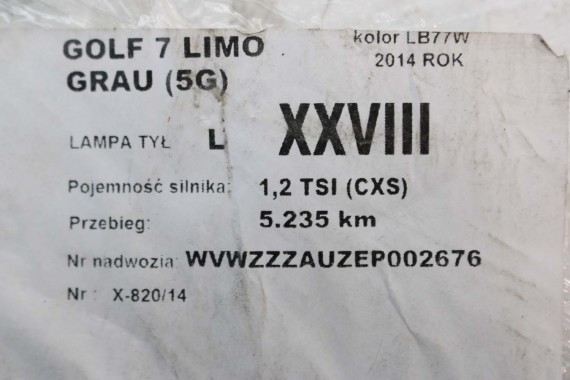 GOLF 7 LIMO kolor LB77W
GRAU (5G) 2014 ROK
LAMPA TYŁ L XXVIII
Pojemność silnika: 1,2 TSI (CXS)
Przebieg: 5.235 km
Nr nadwozia: WVWZZZAUZEP002676
Nr : X-820/14